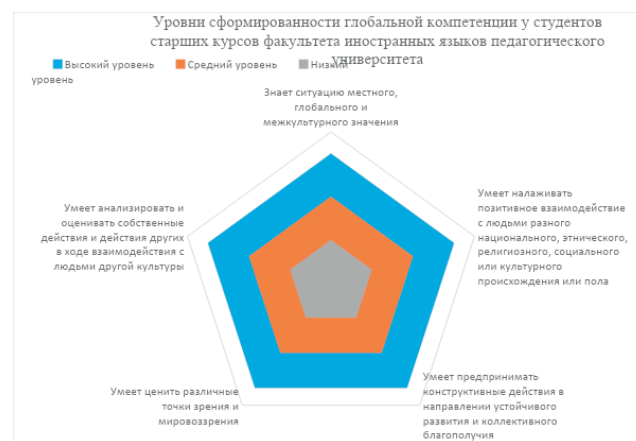 Уровни сформированности глобальной компетенции у студентов
старших курсов факультета иностранных языков педагогического
университета
Высокий уровень Средний уровень Низкий
уровень
Знает ситуацию местного,
глобального и
межкультурного значения
Умеет налаживать
позитивное взаимодействие
с людьми разного
национального, этнического,
религиозного, социального
или культурного
происхождения или пола
Умеет предпринимать
конструктивные действия в
направлении устойчивого
развития и коллективного
благополучия
Умеет ценить различные
точки зрения и
мировоззрения
Умеет анализировать и
оценивать собственные
действия и действия других
в ходе взаимодействия с
людьми другой культуры